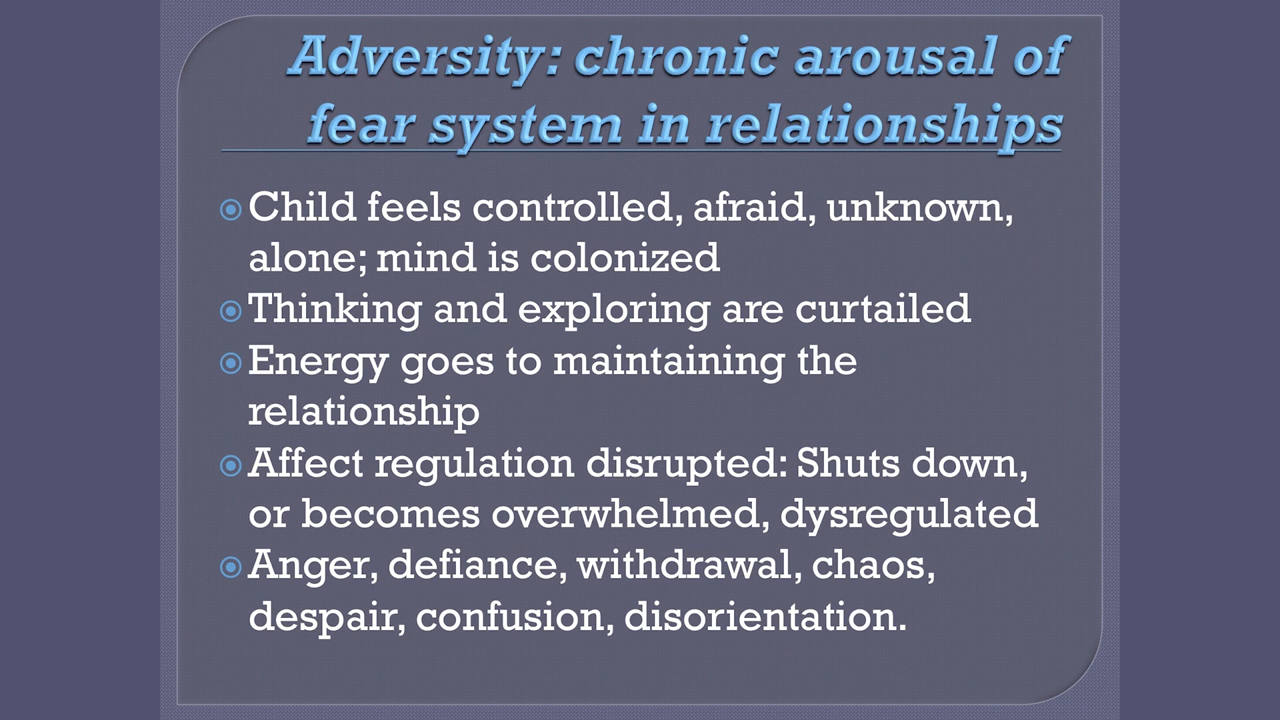 Adversity: chronic arousal of
fear system in relationships
Child feels controlled, afraid, unknown,
alone; mind is colonized
Thinking and exploring are curtailed
Energy goes to maintaining the
relationship
Affect regulation disrupted: Shuts down,
or becomes overwhelmed, dysregulated
Anger, defiance, withdrawal, chaos,
despair, confusion, disorientation.